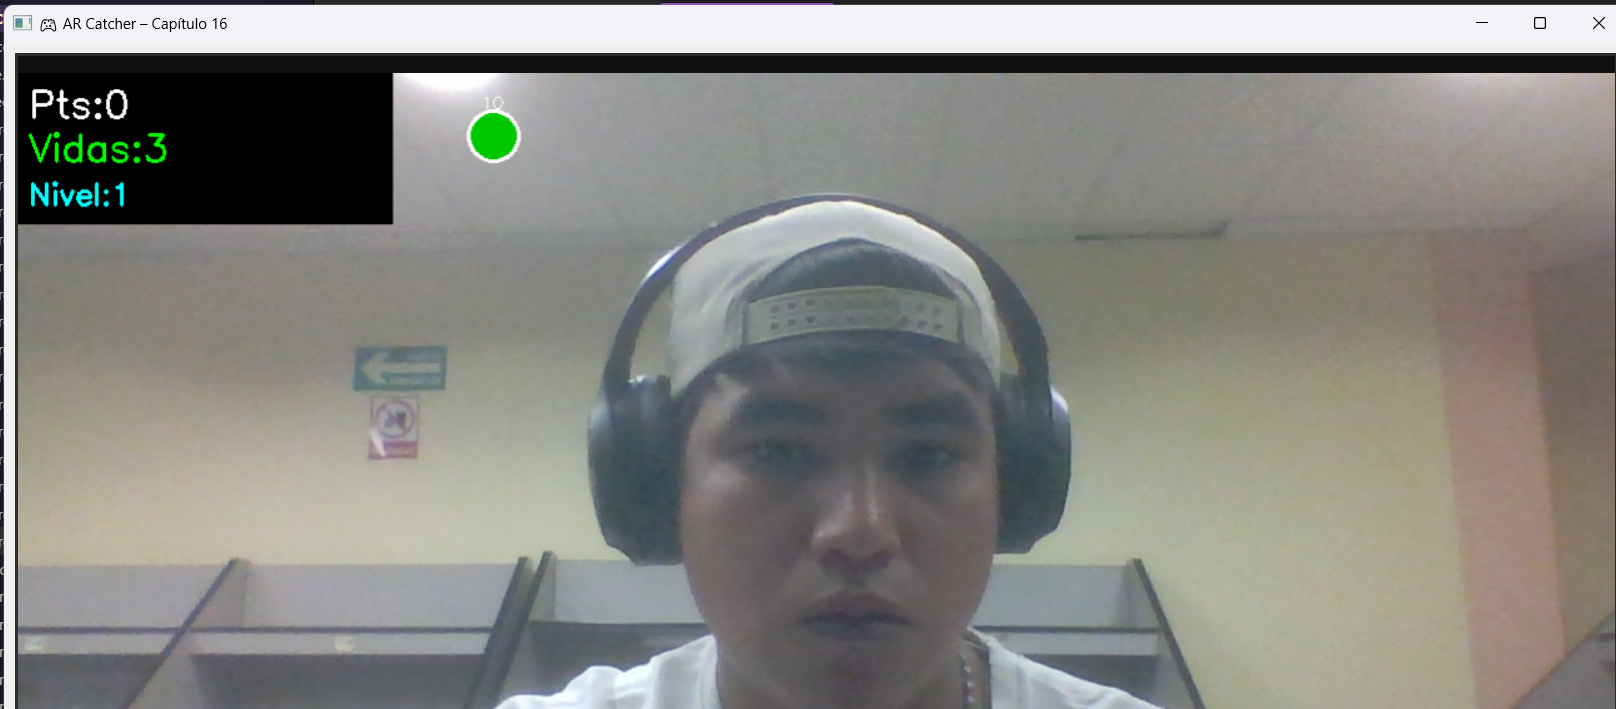 AR Catcher – Capítulo 16
Pts:0
10
Vidas:3
Nivel:1